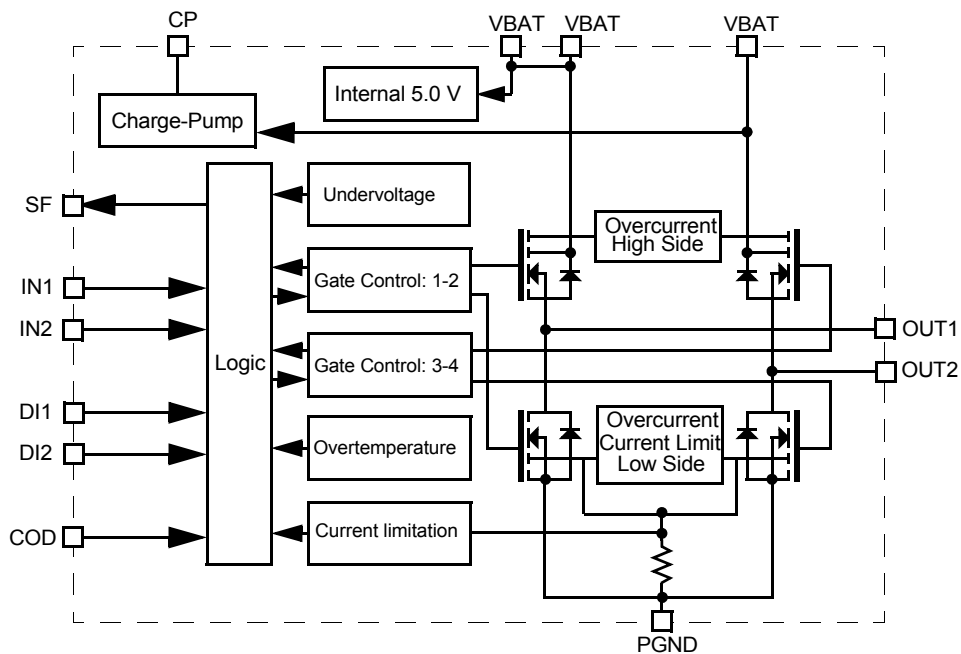 CP
VBAT
VBAT
VBAT
Internal 5.0 V
Charge-Pump
SF
IN1
IN2
DI1
DI2
COD
Logic
Undervoltage
Gate Control: 1-2
Gate Control: 3-4
Overtemperature
Current limitation
Overcurrent
High Side
Overcurrent
Current Limit
Low Side
OUT1
OUT2
PGND